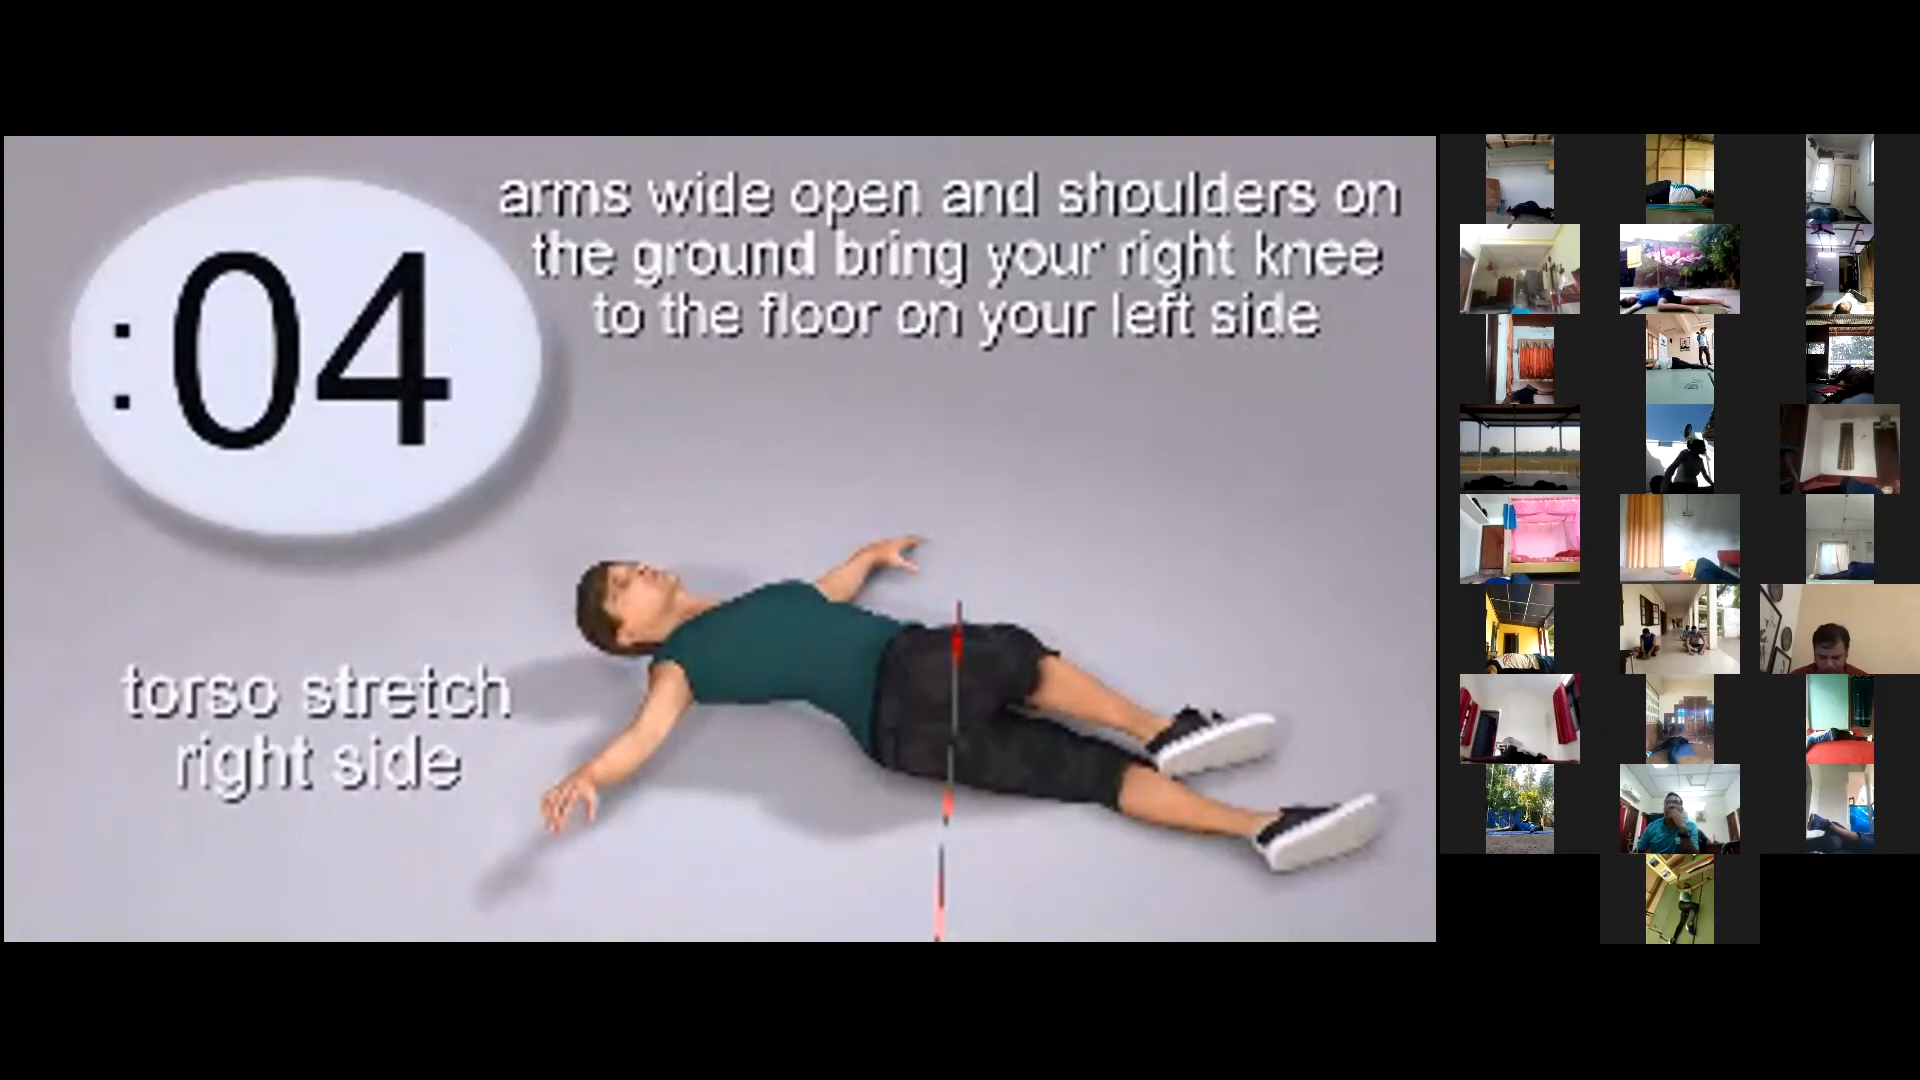 :04
arms wide open and shoulders on
the ground bring your right knee
to the floor on your left side
torso stretch
right side